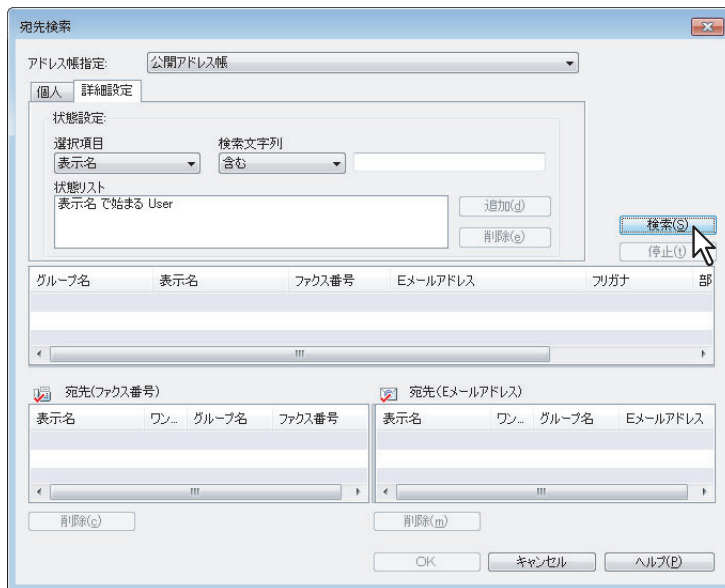 宛先検索
アドレス帳指定: 公開アドレス帳
個人 詳細設定
状態設定:
選択項目 検索文字列
表示名 含む
状態リスト
表示名 で始まる User
追加(d)
検索(S)
削除(e)
停止(t)
グループ名 表示名 ファクス番号 Eメールアドレス フリガナ 部
宛先(ファクス番号) 宛先(Eメールアドレス)
表示名 ワン... グループ名 ファクス番号 表示名 ワン... グループ名 Eメールアドレス
削除(c) 削除(m)
OK キャンセル ヘルプ(P)